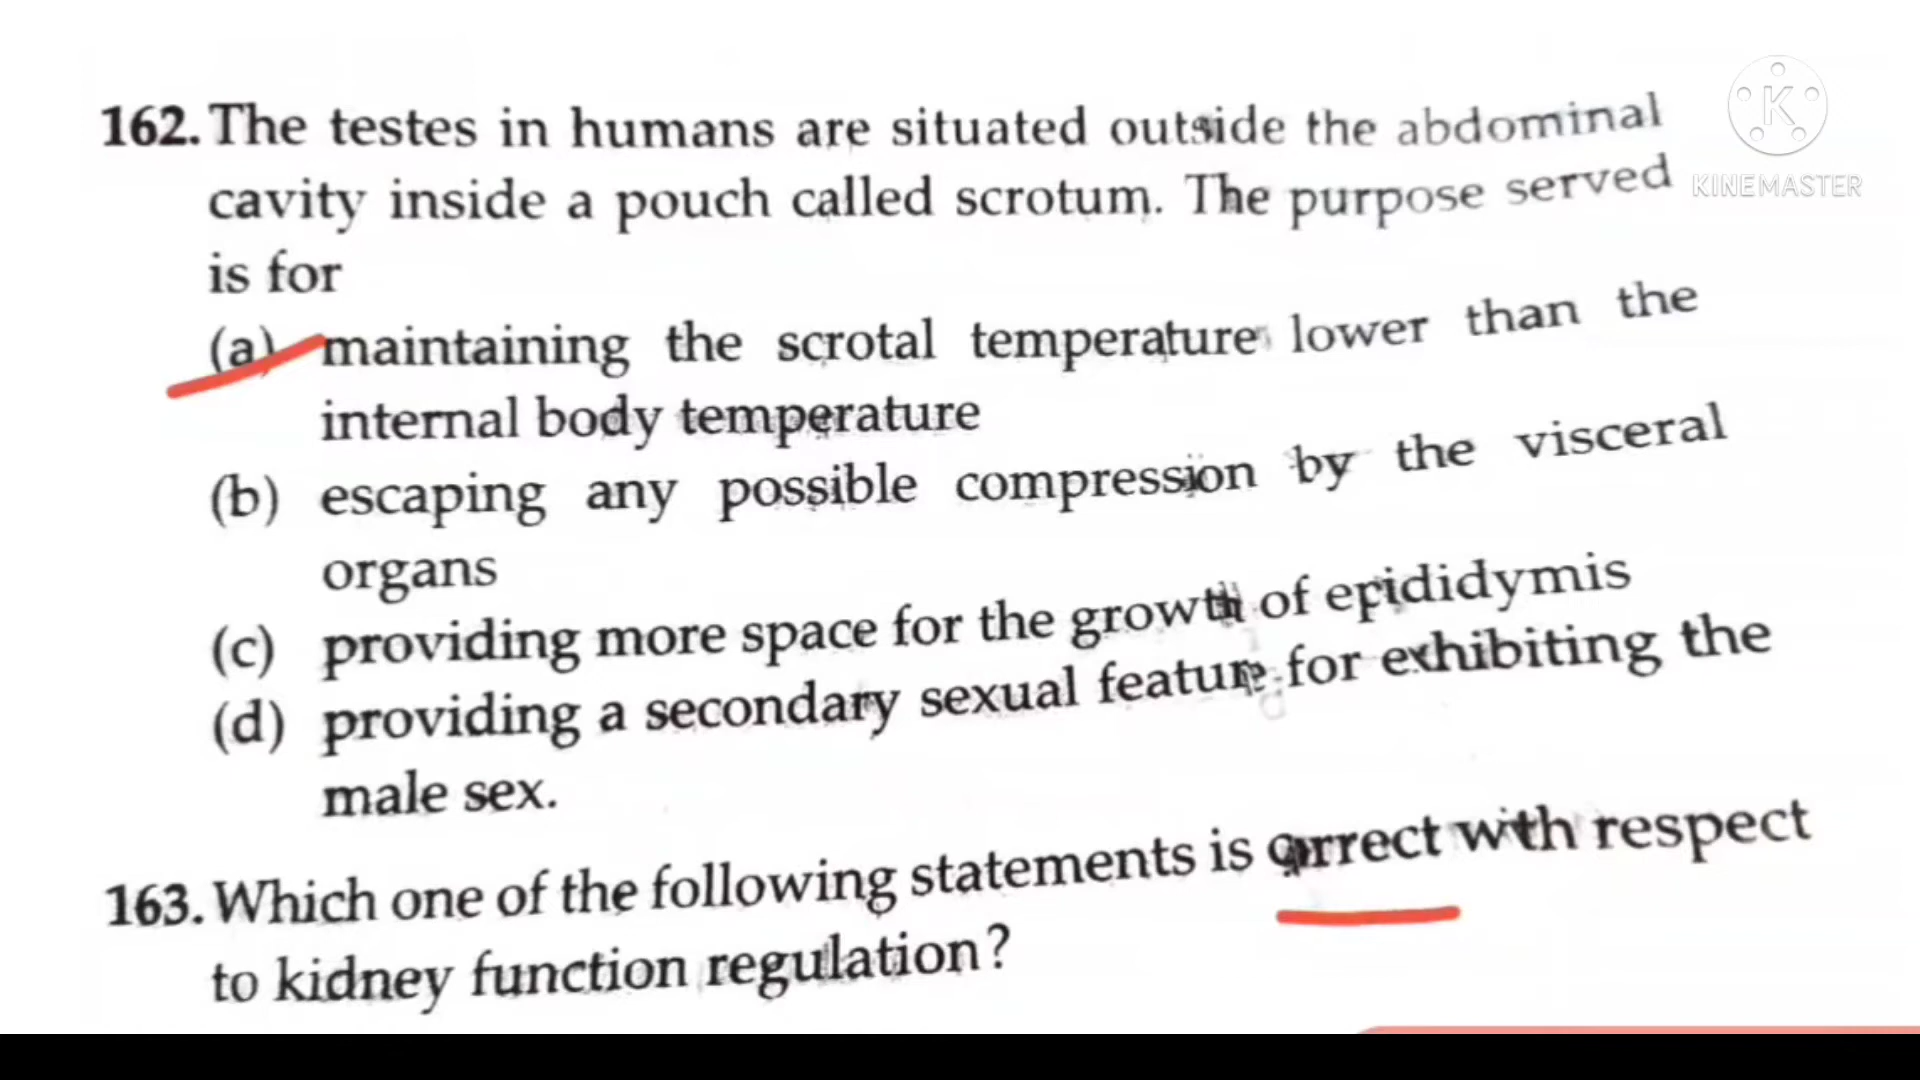 162. The testes in humans are situated outside the abdominal
cavity inside a pouch called scrotum. The purpose served
is for
(a) maintaining the scrotal temperature lower than the
internal body temperature
(b) escaping any possible compression by the visceral
organs
(c) providing more space for the growth of epididymis
(d) providing a secondary sexual feature for exhibiting the
male sex.
163. Which one of the following statements is correct with respect
to kidney function regulation?
K
KINEMASTER